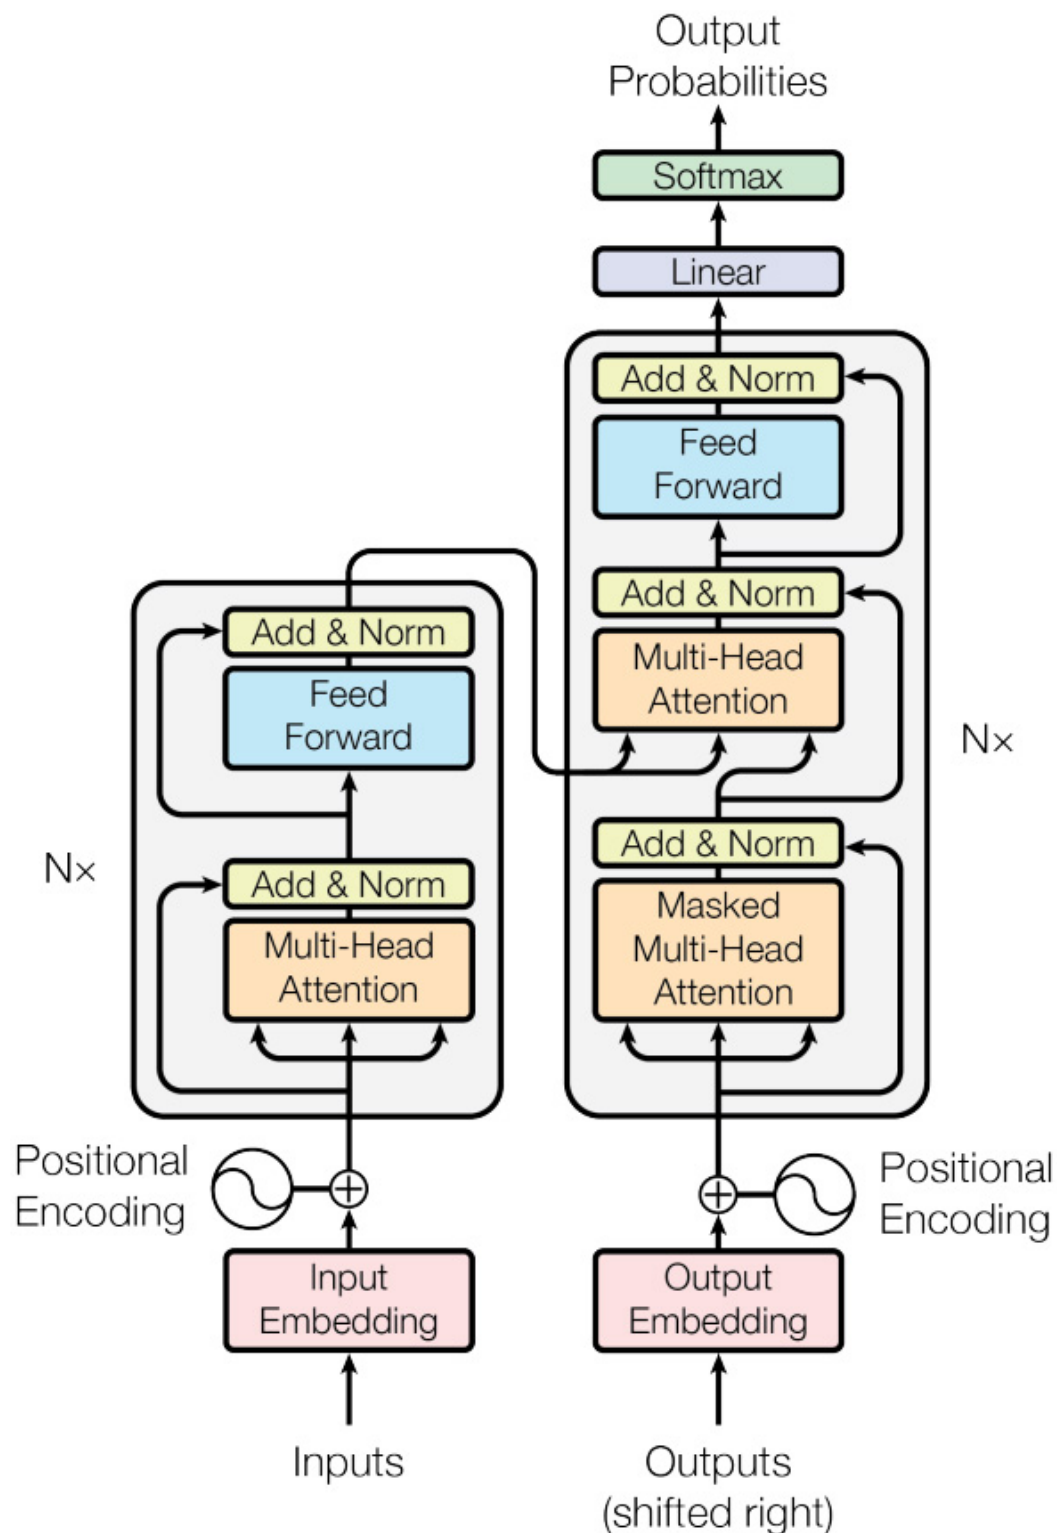 Output
Probabilities
Softmax
Linear
Add & Norm
Feed
Forward
Add & Norm
Multi-Head
Attention
Add & Norm
Masked
Multi-Head
Attention
N×
Add & Norm
Feed
Forward
Add & Norm
Multi-Head
Attention
N×
Positional
Encoding
Positional
Encoding
Input
Embedding
Output
Embedding
Inputs
Outputs
(shifted right)